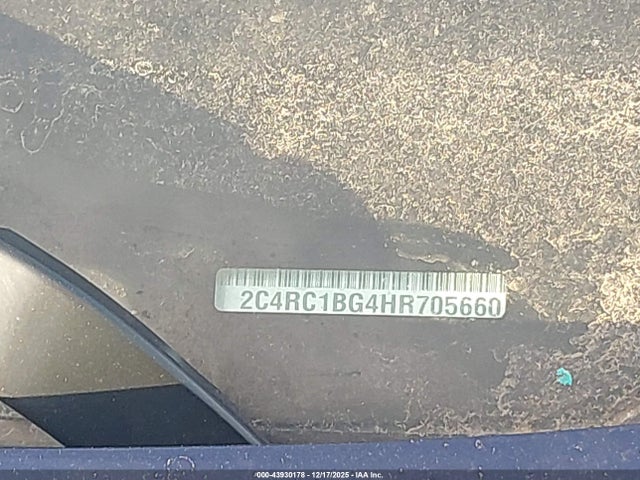 2C4RC1BG4HR705660
000-43930178 | 12/17/2025 | IAA Inc.